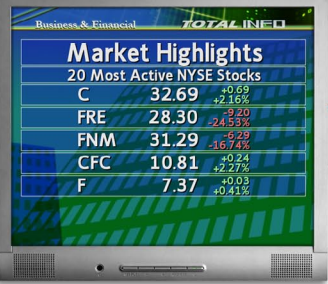 Business & Financial TOTAL INFO
Market Highlights
20 Most Active NYSE Stocks
C 32.69 +0.69 +2.16%
FRE 28.30 -9.20 -24.53%
FNM 31.29 -6.29 -16.74%
CFC 10.81 +0.24 +2.27%
F 7.37 +0.03 +0.41%